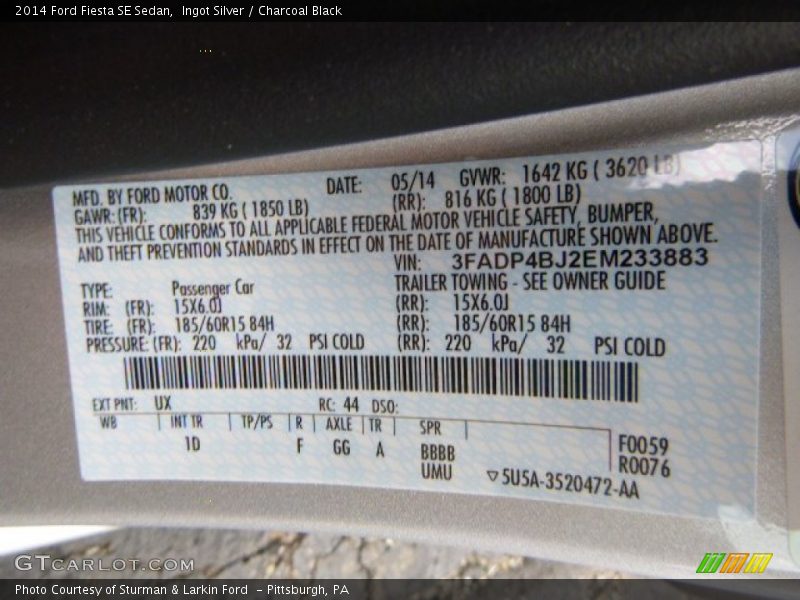 2014 Ford Fiesta SE Sedan,  Ingot Silver / Charcoal Black
MFD. BY FORD MOTOR CO. DATE: 05/14 GVWR: 1642 KG ( 3620 LB)
GAWR: (FR): 839 KG ( 1850 LB) (RR): 816 KG ( 1800 LB)
THIS VEHICLE CONFORMS TO ALL APPLICABLE FEDERAL MOTOR VEHICLE SAFETY, BUMPER,
AND THEFT PREVENTION STANDARDS IN EFFECT ON THE DATE OF MANUFACTURE SHOWN ABOVE.
VIN: 3FADP4BJ2EM233883
TYPE: Passenger Car TRAILER TOWING - SEE OWNER GUIDE
RIM: (FR): 15X6.0J (RR): 15X6.0J
TIRE: (FR): 185/60R15 84H (RR): 185/60R15 84H
PRESSURE: (FR): 220 kPa/ 32 PSI COLD (RR): 220 kPa/ 32 PSI COLD
EXT PNT: UX RC: 44 DSO:
WB INT TR TP/PS R AXLE TR SPR
1D F GG A BBBB F0059
UMU R0076
▽5U5A-3520472-AA
GTCARLOT.COM
Photo Courtesy of Sturman & Larkin Ford  - Pittsburgh, PA